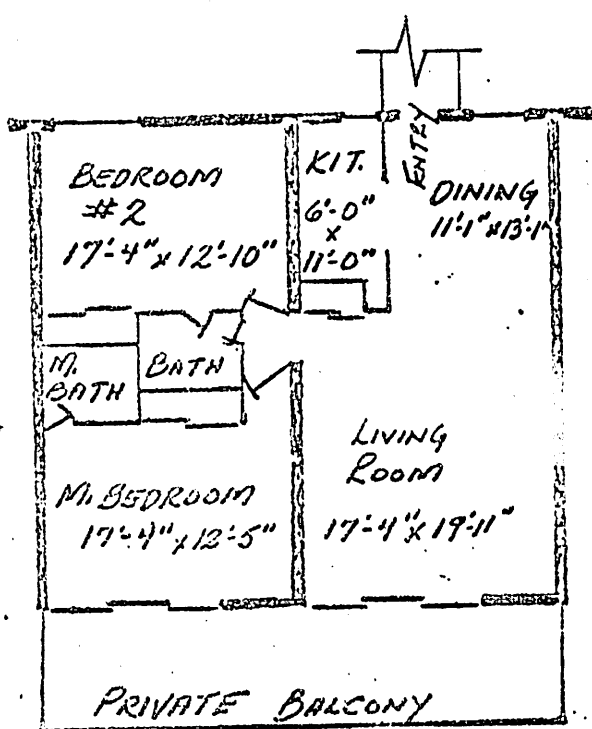 BEDROOM
#2
17'-4" x 12'-10"
KIT.
6'-0"
x
11'-0"
ENTRY
DINING
11'-1" x 13'-1"
M.
BATH
BATH
LIVING
ROOM
17'-4" x 19'-11"
M. BEDROOM
17'-4" x 12'-5"
PRIVATE BALCONY